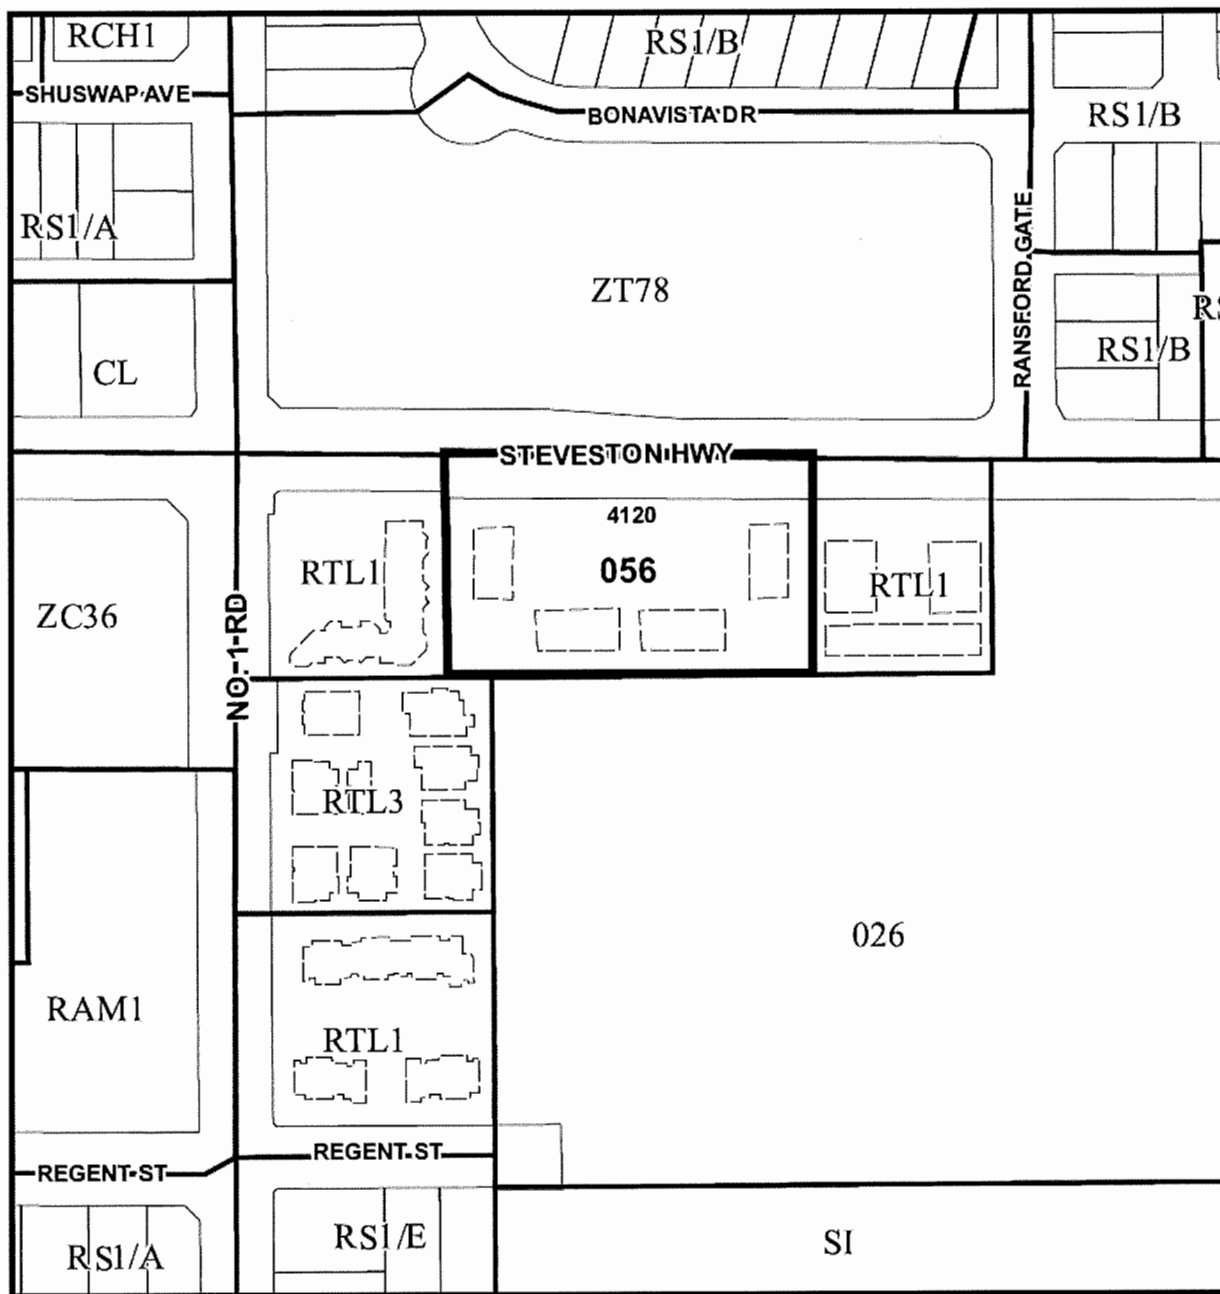 RCH1
RS1/B
SHUSWAP AVE
BONAVISTA DR
RS1/B
RS1/A
RANSFORD GATE
ZT78
RS
CL
RS1/B
STEVESTON HWY
4120
056
RTL1
RTL1
ZC36
NO. 1 RD
RTL3
026
RAM1
RTL1
REGENT ST
REGENT ST
RS1/A
RS1/E
SI